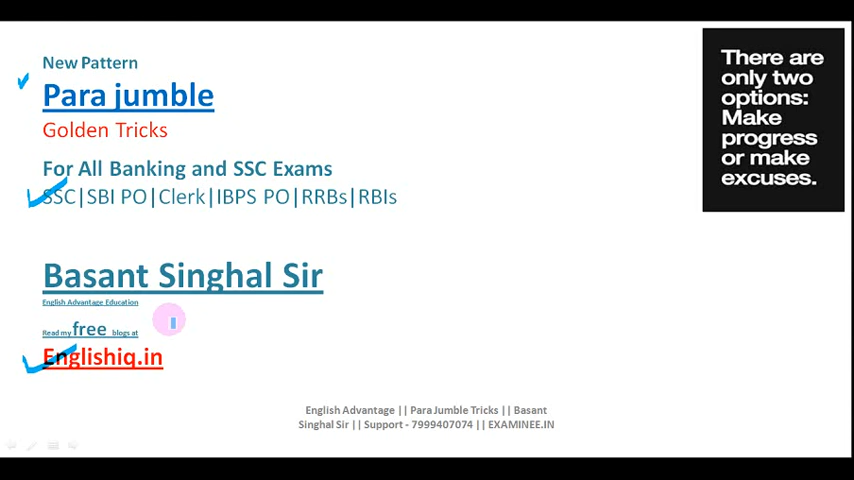 New Pattern
Para jumble
Golden Tricks
For All Banking and SSC Exams
SSC|SBI PO|Clerk|IBPS PO|RRBs|RBIs
Basant Singhal Sir
English Advantage Education
Read my free blogs at
Englishiq.in
There are
only two
options:
Make
progress
or make
excuses.
English Advantage || Para Jumble Tricks || Basant
Singhal Sir || Support - 7999407074 || EXAMINEE.IN